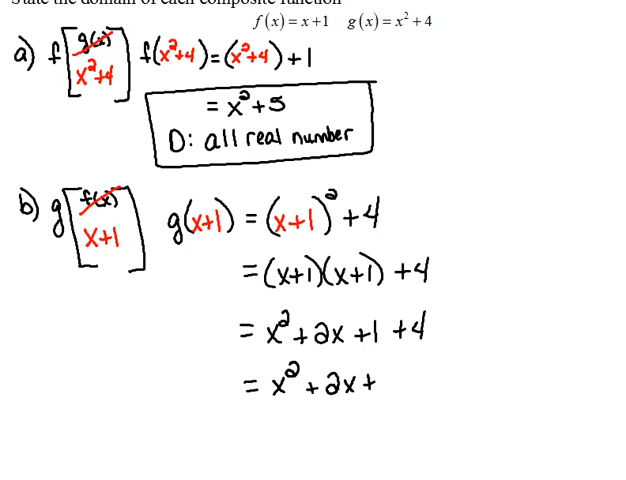 State the domain of each composite function
f(x) = x + 1 g(x) = x² + 4
a) f[g(x) x²+4] f(x²+4) = (x²+4) + 1
= x² + 5
D: all real number
b) g[f(x) x+1] g(x+1) = (x+1)² + 4
= (x+1)(x+1) + 4
= x² + 2x + 1 + 4
= x² + 2x +